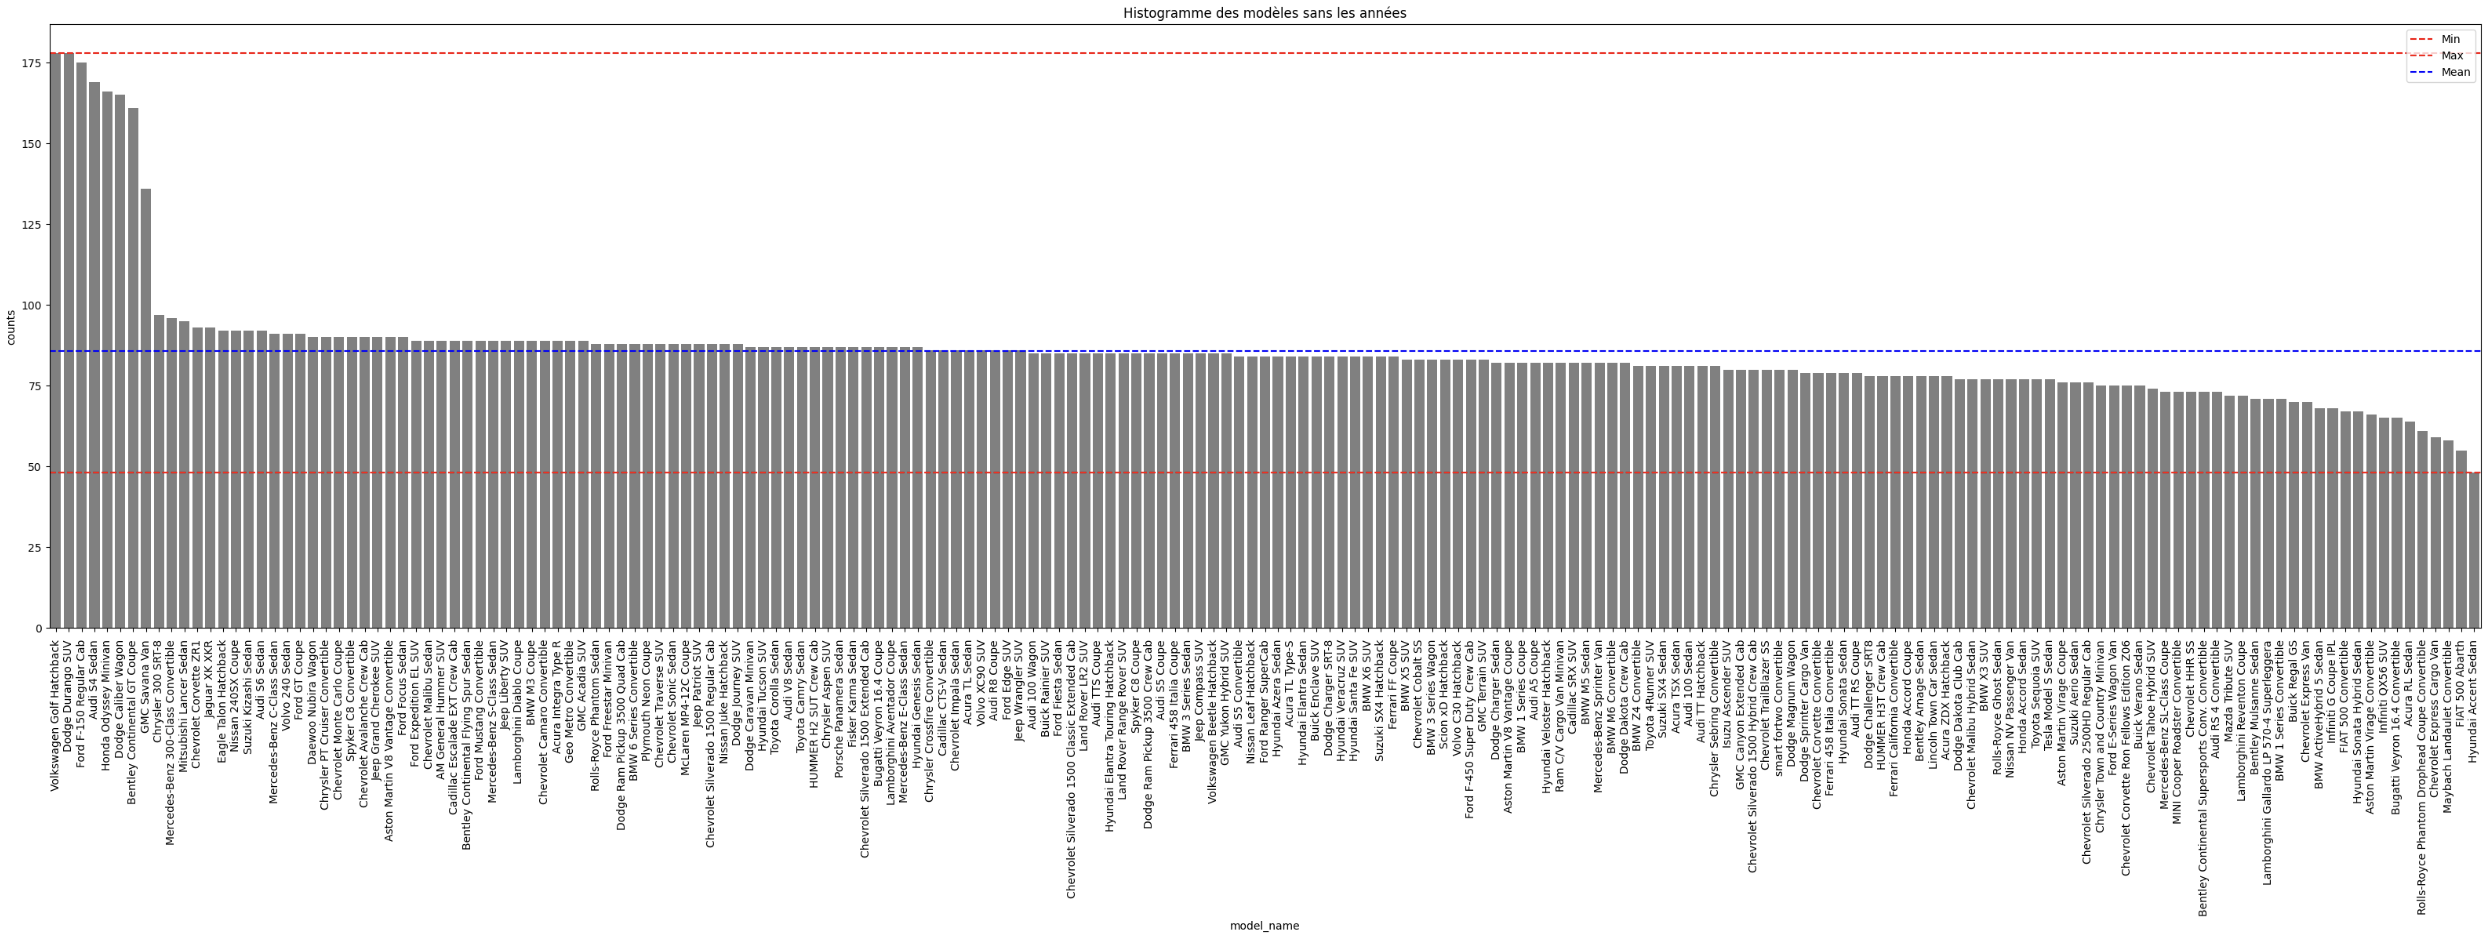 Histogramme des modèles sans les années
Min
Max
Mean
counts
175
150
125
100
75
50
25
0
Volkswagen Golf Hatchback
Dodge Durango SUV
Ford F-150 Regular Cab
Audi S4 Sedan
Honda Odyssey Minivan
Dodge Caliber Wagon
Bentley Continental GT Coupe
GMC Savana Van
Chrysler 300 SRT-8
Mercedes-Benz 300-Class Convertible
Mitsubishi Lancer Sedan
Chevrolet Corvette ZR1
Jaguar XK XKR
Eagle Talon Hatchback
Nissan 240SX Coupe
Suzuki Kizashi Sedan
Audi S6 Sedan
Mercedes-Benz C-Class Sedan
Volvo 240 Sedan
Ford GT Coupe
Daewoo Nubira Wagon
Chrysler PT Cruiser Convertible
Chevrolet Monte Carlo Coupe
Spyker C8 Convertible
Chevrolet Avalanche Crew Cab
Jeep Grand Cherokee SUV
Aston Martin V8 Vantage Convertible
Ford Focus Sedan
Ford Expedition EL SUV
Chevrolet Malibu Sedan
AM General Hummer SUV
Cadillac Escalade EXT Crew Cab
Bentley Continental Flying Spur Sedan
Ford Mustang Convertible
Mercedes-Benz S-Class Sedan
Jeep Liberty SUV
Lamborghini Diablo Coupe
BMW M3 Coupe
Chevrolet Camaro Convertible
Acura Integra Type R
Geo Metro Convertible
GMC Acadia SUV
Rolls-Royce Phantom Sedan
Ford Freestar Minivan
Dodge Ram Pickup 3500 Quad Cab
BMW 6 Series Convertible
Plymouth Neon Coupe
Chevrolet Traverse SUV
Chevrolet Sonic Sedan
McLaren MP4-12C Coupe
Jeep Patriot SUV
Chevrolet Silverado 1500 Regular Cab
Nissan Juke Hatchback
Dodge Journey SUV
Dodge Caravan Minivan
Hyundai Tucson SUV
Toyota Corolla Sedan
Audi V8 Sedan
Toyota Camry Sedan
HUMMER H2 SUT Crew Cab
Chrysler Aspen SUV
Porsche Panamera Sedan
Fisker Karma Sedan
Chevrolet Silverado 1500 Extended Cab
Bugatti Veyron 16.4 Coupe
Lamborghini Aventador Coupe
Mercedes-Benz E-Class Sedan
Hyundai Genesis Sedan
Chrysler Crossfire Convertible
Cadillac CTS-V Sedan
Chevrolet Impala Sedan
Acura TL Sedan
Volvo XC90 SUV
Audi R8 Coupe
Ford Edge SUV
Jeep Wrangler SUV
Audi 100 Wagon
Buick Rainier SUV
Ford Fiesta Sedan
Chevrolet Silverado 1500 Classic Extended Cab
Land Rover LR2 SUV
Audi TTS Coupe
Hyundai Elantra Touring Hatchback
Land Rover Range Rover SUV
Spyker C8 Coupe
Dodge Ram Pickup 3500 Crew Cab
Audi S5 Coupe
Ferrari 458 Italia Coupe
BMW 3 Series Sedan
Jeep Compass SUV
Volkswagen Beetle Hatchback
GMC Yukon Hybrid SUV
Audi S5 Convertible
Nissan Leaf Hatchback
Ford Ranger SuperCab
Hyundai Azera Sedan
Acura TL Type-S
Hyundai Elantra Sedan
Buick Enclave SUV
Dodge Charger SRT-8
Hyundai Veracruz SUV
Hyundai Santa Fe SUV
BMW X6 SUV
Suzuki SX4 Hatchback
Ferrari FF Coupe
BMW X5 SUV
Chevrolet Cobalt SS
BMW 3 Series Wagon
Scion xD Hatchback
Volvo C30 Hatchback
Ford F-450 Super Duty Crew Cab
GMC Terrain SUV
Dodge Charger Sedan
Aston Martin V8 Vantage Coupe
BMW 1 Series Coupe
Audi A5 Coupe
Hyundai Veloster Hatchback
Ram C/V Cargo Van Minivan
Cadillac SRX SUV
BMW M5 Sedan
Mercedes-Benz Sprinter Van
BMW M6 Convertible
Dodge Dakota Crew Cab
BMW Z4 Convertible
Toyota 4Runner SUV
Suzuki SX4 Sedan
Acura TSX Sedan
Audi 100 Sedan
Audi TT Hatchback
Chrysler Sebring Convertible
Isuzu Ascender SUV
GMC Canyon Extended Cab
Chevrolet Silverado 1500 Hybrid Crew Cab
Chevrolet TrailBlazer SS
smart fortwo Convertible
Dodge Magnum Wagon
Dodge Sprinter Cargo Van
Chevrolet Corvette Convertible
Ferrari 458 Italia Convertible
Hyundai Sonata Sedan
Audi TT RS Coupe
Dodge Challenger SRT8
HUMMER H3T Crew Cab
Ferrari California Convertible
Honda Accord Coupe
Bentley Arnage Sedan
Lincoln Town Car Sedan
Acura ZDX Hatchback
Dodge Dakota Club Cab
Chevrolet Malibu Hybrid Sedan
BMW X3 SUV
Rolls-Royce Ghost Sedan
Nissan NV Passenger Van
Honda Accord Sedan
Toyota Sequoia SUV
Tesla Model S Sedan
Aston Martin Virage Coupe
Suzuki Aerio Sedan
Chevrolet Silverado 2500HD Regular Cab
Chrysler Town and Country Minivan
Ford E-Series Wagon Van
Chevrolet Corvette Ron Fellows Edition Z06
Buick Verano Sedan
Chevrolet Tahoe Hybrid SUV
Mercedes-Benz SL-Class Coupe
MINI Cooper Roadster Convertible
Chevrolet HHR SS
Bentley Continental Supersports Conv. Convertible
Audi RS 4 Convertible
Mazda Tribute SUV
Lamborghini Reventon Coupe
Bentley Mulsanne Sedan
Lamborghini Gallardo LP 570-4 Superleggera
BMW 1 Series Convertible
Buick Regal GS
Chevrolet Express Van
BMW ActiveHybrid 5 Sedan
Infiniti G Coupe IPL
FIAT 500 Convertible
Hyundai Sonata Hybrid Sedan
Aston Martin Virage Convertible
Infiniti QX56 SUV
Bugatti Veyron 16.4 Convertible
Acura RL Sedan
Rolls-Royce Phantom Drophead Coupe Convertible
Chevrolet Express Cargo Van
Maybach Landaulet Convertible
FIAT 500 Abarth
Hyundai Accent Sedan
model_name